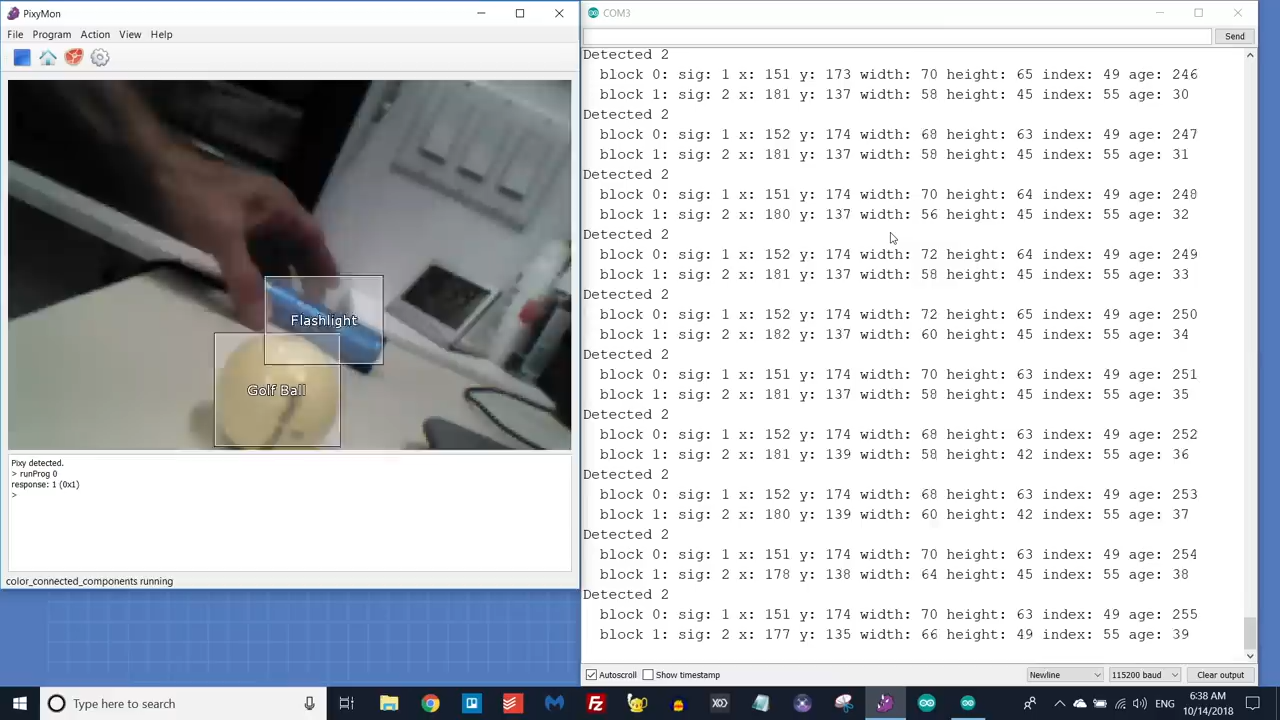 PixyMon
File Program Action View Help
Flashlight
Golf Ball
Pixy detected.
> runProg 0
response: 1 (0x1)
>
color_connected_components running
COM3
Send
Detected 2
block 0: sig: 1 x: 151 y: 173 width: 70 height: 65 index: 49 age: 246
block 1: sig: 2 x: 181 y: 137 width: 58 height: 45 index: 55 age: 30
Detected 2
block 0: sig: 1 x: 152 y: 174 width: 68 height: 63 index: 49 age: 247
block 1: sig: 2 x: 181 y: 137 width: 58 height: 45 index: 55 age: 31
Detected 2
block 0: sig: 1 x: 151 y: 174 width: 70 height: 64 index: 49 age: 248
block 1: sig: 2 x: 180 y: 137 width: 56 height: 45 index: 55 age: 32
Detected 2
block 0: sig: 1 x: 152 y: 174 width: 72 height: 64 index: 49 age: 249
block 1: sig: 2 x: 181 y: 137 width: 58 height: 45 index: 55 age: 33
Detected 2
block 0: sig: 1 x: 152 y: 174 width: 72 height: 65 index: 49 age: 250
block 1: sig: 2 x: 182 y: 137 width: 60 height: 45 index: 55 age: 34
Detected 2
block 0: sig: 1 x: 151 y: 174 width: 70 height: 63 index: 49 age: 251
block 1: sig: 2 x: 181 y: 137 width: 58 height: 45 index: 55 age: 35
Detected 2
block 0: sig: 1 x: 152 y: 174 width: 68 height: 63 index: 49 age: 252
block 1: sig: 2 x: 181 y: 139 width: 58 height: 42 index: 55 age: 36
Detected 2
block 0: sig: 1 x: 152 y: 174 width: 68 height: 63 index: 49 age: 253
block 1: sig: 2 x: 180 y: 139 width: 60 height: 42 index: 55 age: 37
Detected 2
block 0: sig: 1 x: 151 y: 174 width: 70 height: 63 index: 49 age: 254
block 1: sig: 2 x: 178 y: 138 width: 64 height: 45 index: 55 age: 38
Detected 2
block 0: sig: 1 x: 151 y: 174 width: 70 height: 63 index: 49 age: 255
block 1: sig: 2 x: 177 y: 135 width: 66 height: 49 index: 55 age: 39
Autoscroll Show timestamp Newline 115200 baud Clear output
Type here to search
ENG
6:38 AM
10/14/2018